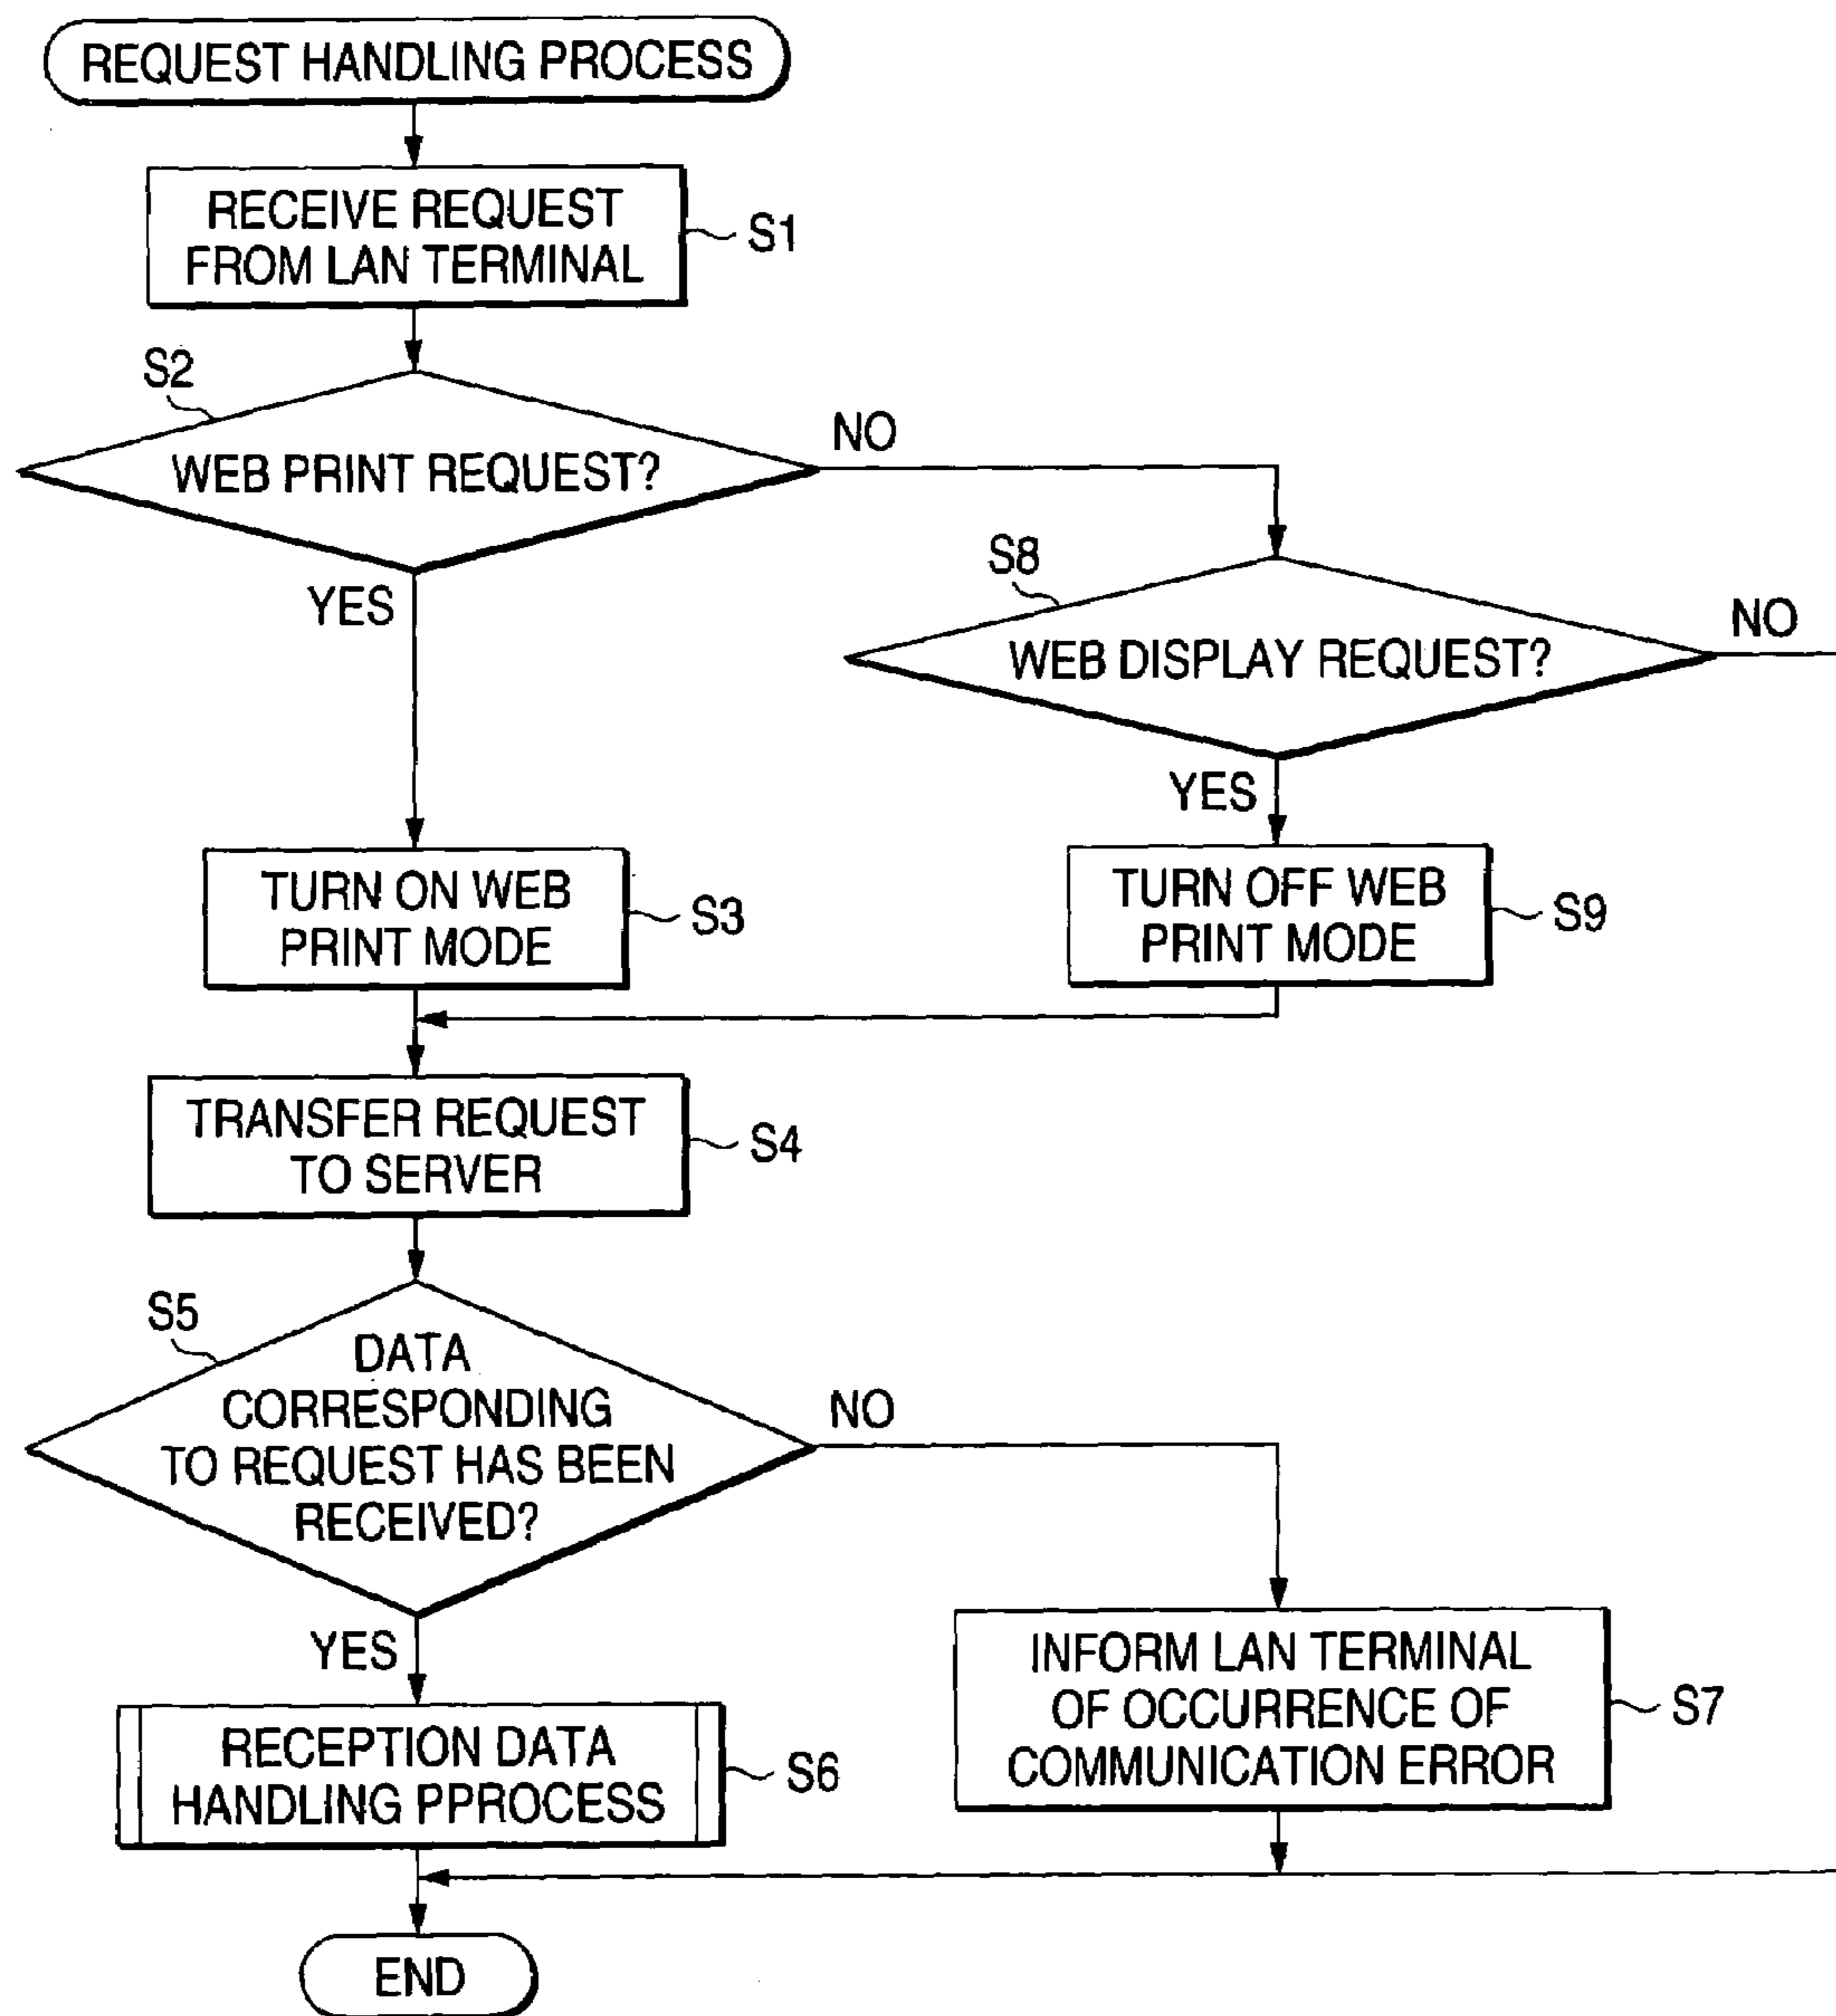 REQUEST HANDLING PROCESS
RECEIVE REQUEST
FROM LAN TERMINAL
S1
S2
WEB PRINT REQUEST?
NO
YES
S8
WEB DISPLAY REQUEST?
NO
YES
TURN ON WEB
PRINT MODE
S3
TURN OFF WEB
PRINT MODE
S9
TRANSFER REQUEST
TO SERVER
S4
S5
DATA
CORRESPONDING
TO REQUEST HAS BEEN
RECEIVED?
NO
YES
RECEPTION DATA
HANDLING PPROCESS
S6
INFORM LAN TERMINAL
OF OCCURRENCE OF
COMMUNICATION ERROR
S7
END